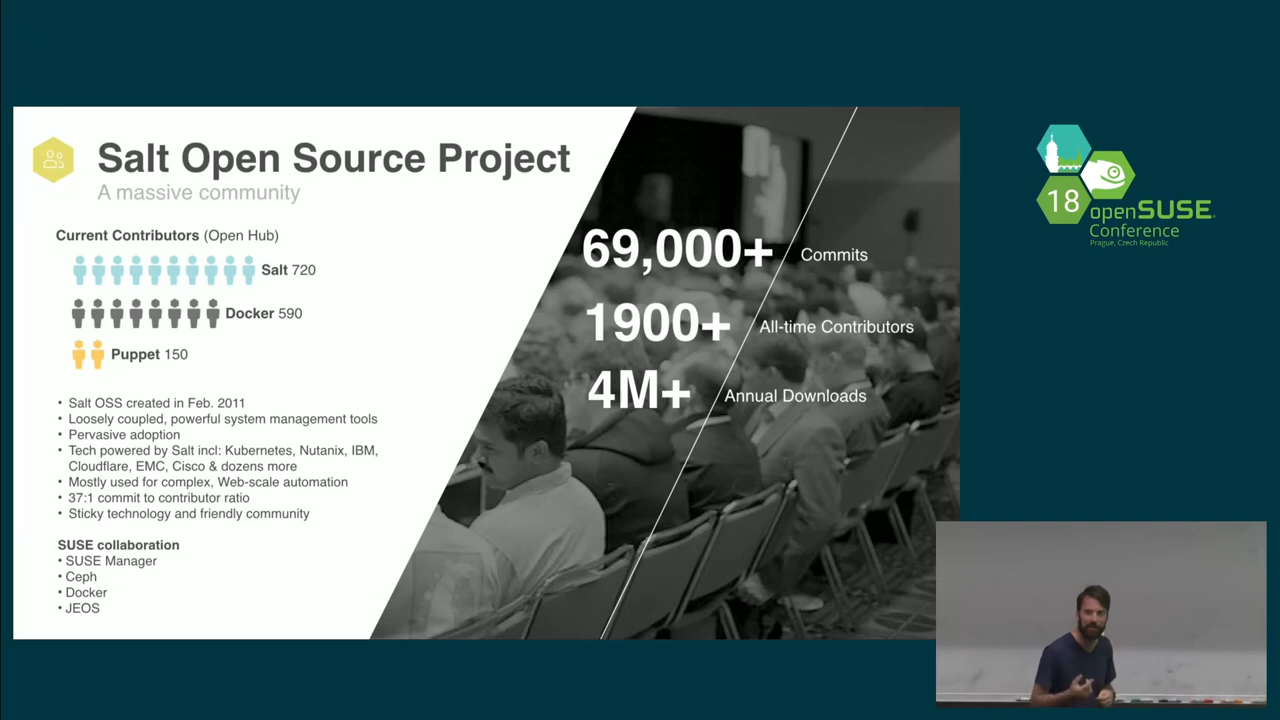 Salt Open Source Project
A massive community
Current Contributors (Open Hub)
Salt 720
Docker 590
Puppet 150
• Salt OSS created in Feb. 2011
• Loosely coupled, powerful system management tools
• Pervasive adoption
• Tech powered by Salt incl: Kubernetes, Nutanix, IBM,
Cloudflare, EMC, Cisco & dozens more
• Mostly used for complex, Web-scale automation
• 37:1 commit to contributor ratio
• Sticky technology and friendly community
SUSE collaboration
• SUSE Manager
• Ceph
• Docker
• JEOS
69,000+ Commits
1900+ All-time Contributors
4M+ Annual Downloads
18
openSUSE
Conference
Prague, Czech Republic